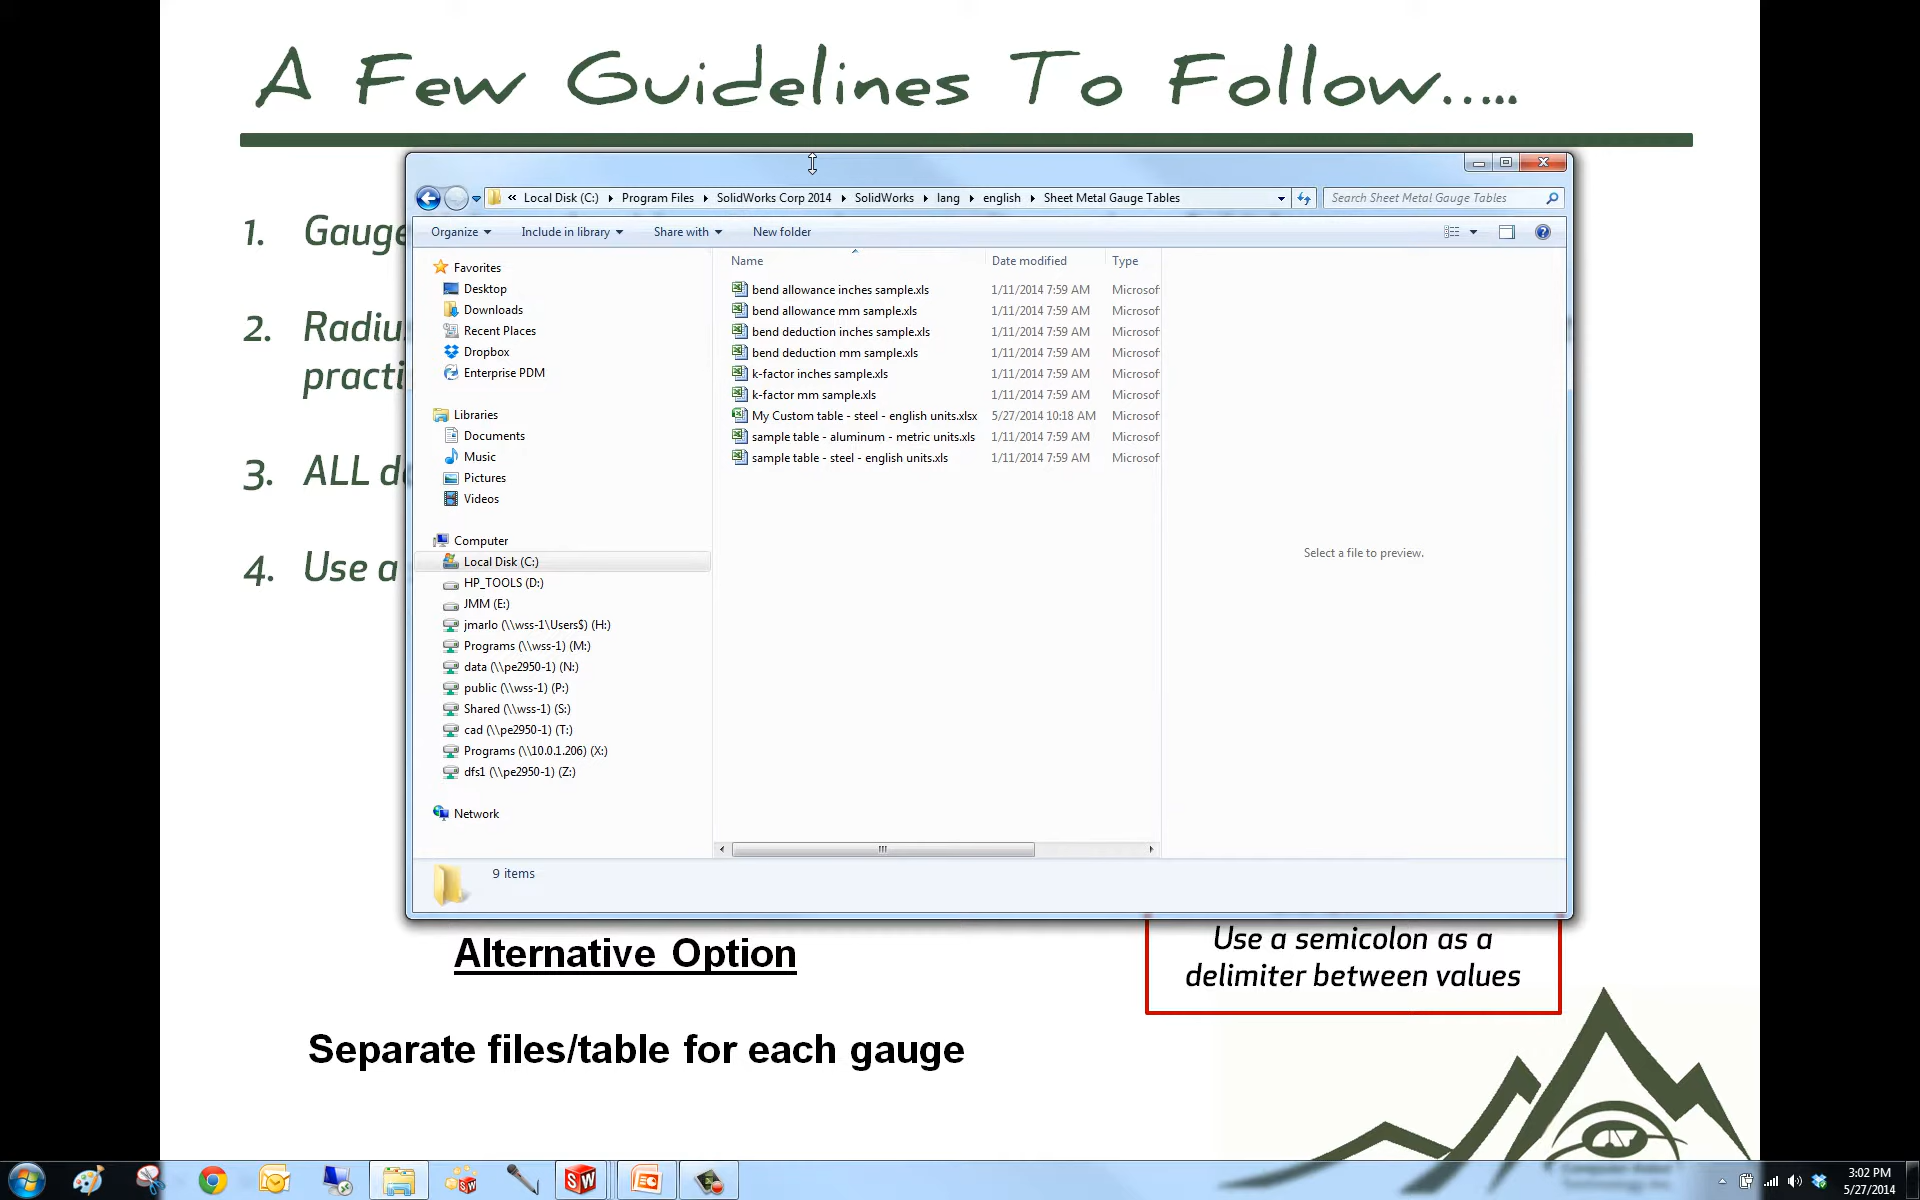 A Few Guidelines To Follow.....
1. Gauge
2. Radiu
practi
3. ALL d
4. Use a
« Local Disk (C:) Program Files SolidWorks Corp 2014 SolidWorks lang english Sheet Metal Gauge Tables
Search Sheet Metal Gauge Tables
Organize Include in library Share with New folder
Favorites
Desktop
Downloads
Recent Places
Dropbox
Enterprise PDM
Libraries
Documents
Music
Pictures
Videos
Computer
Local Disk (C:)
HP_TOOLS (D:)
JMM (E:)
jmarlo (\\wss-1\Users$) (H:)
Programs (\\wss-1) (M:)
data (\\pe2950-1) (N:)
public (\\wss-1) (P:)
Shared (\\wss-1) (S:)
cad (\\pe2950-1) (T:)
Programs (\\10.0.1.206) (X:)
dfs1 (\\pe2950-1) (Z:)
Network
Name Date modified Type
bend allowance inches sample.xls 1/11/2014 7:59 AM Microsof
bend allowance mm sample.xls 1/11/2014 7:59 AM Microsof
bend deduction inches sample.xls 1/11/2014 7:59 AM Microsof
bend deduction mm sample.xls 1/11/2014 7:59 AM Microsof
k-factor inches sample.xls 1/11/2014 7:59 AM Microsof
k-factor mm sample.xls 1/11/2014 7:59 AM Microsof
My Custom table - steel - english units.xlsx 5/27/2014 10:18 AM Microsof
sample table - aluminum - metric units.xls 1/11/2014 7:59 AM Microsof
sample table - steel - english units.xls 1/11/2014 7:59 AM Microsof
Select a file to preview.
9 items
Alternative Option
Separate files/table for each gauge
Use a semicolon as a
delimiter between values
3:02 PM
5/27/2014